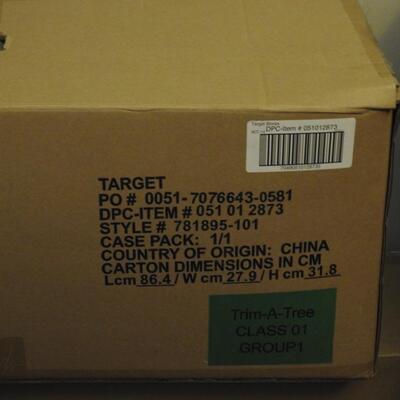 Target Stores
DPC-Item # 051012873
TARGET
PO # 0051-7076643-0581
DPC-ITEM # 051 01 2873
STYLE # 781895-101
CASE PACK: 1/1
COUNTRY OF ORIGIN: CHINA
CARTON DIMENSIONS IN CM
Lcm 86.4 / W cm 27.9 / H cm 31.8
Trim-A-Tree
CLASS 01
GROUP1